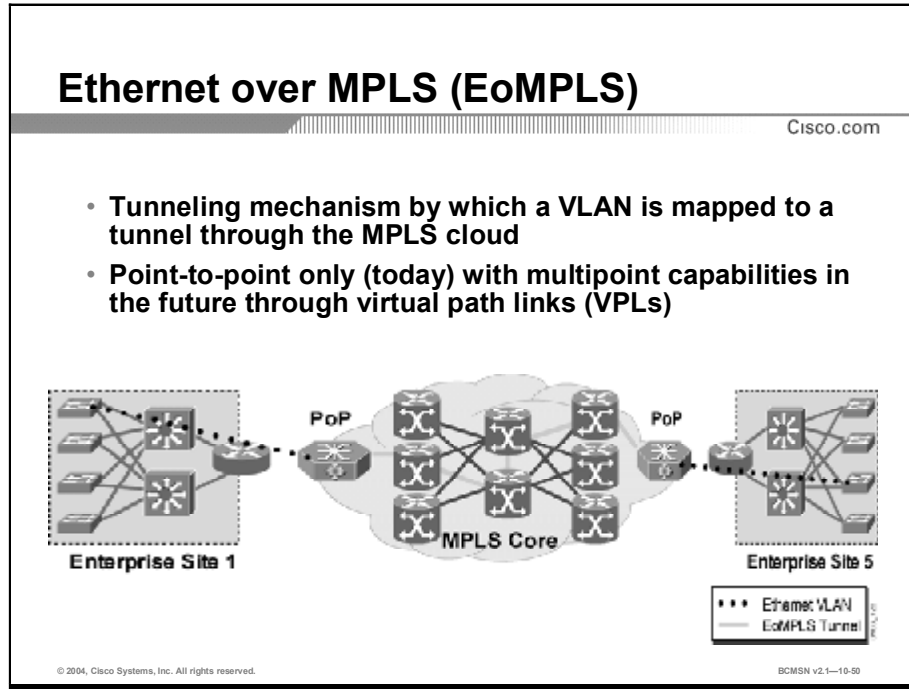 Ethernet over MPLS (EoMPLS)
Cisco.com
• Tunneling mechanism by which a VLAN is mapped to a
tunnel through the MPLS cloud
• Point-to-point only (today) with multipoint capabilities in
the future through virtual path links (VPLs)
PoP
PoP
MPLS Core
Enterprise Site 1
Enterprise Site 5
Ethernet VLAN
EoMPLS Tunnel
© 2004, Cisco Systems, Inc. All rights reserved.
BCMSN v2.1—10-50